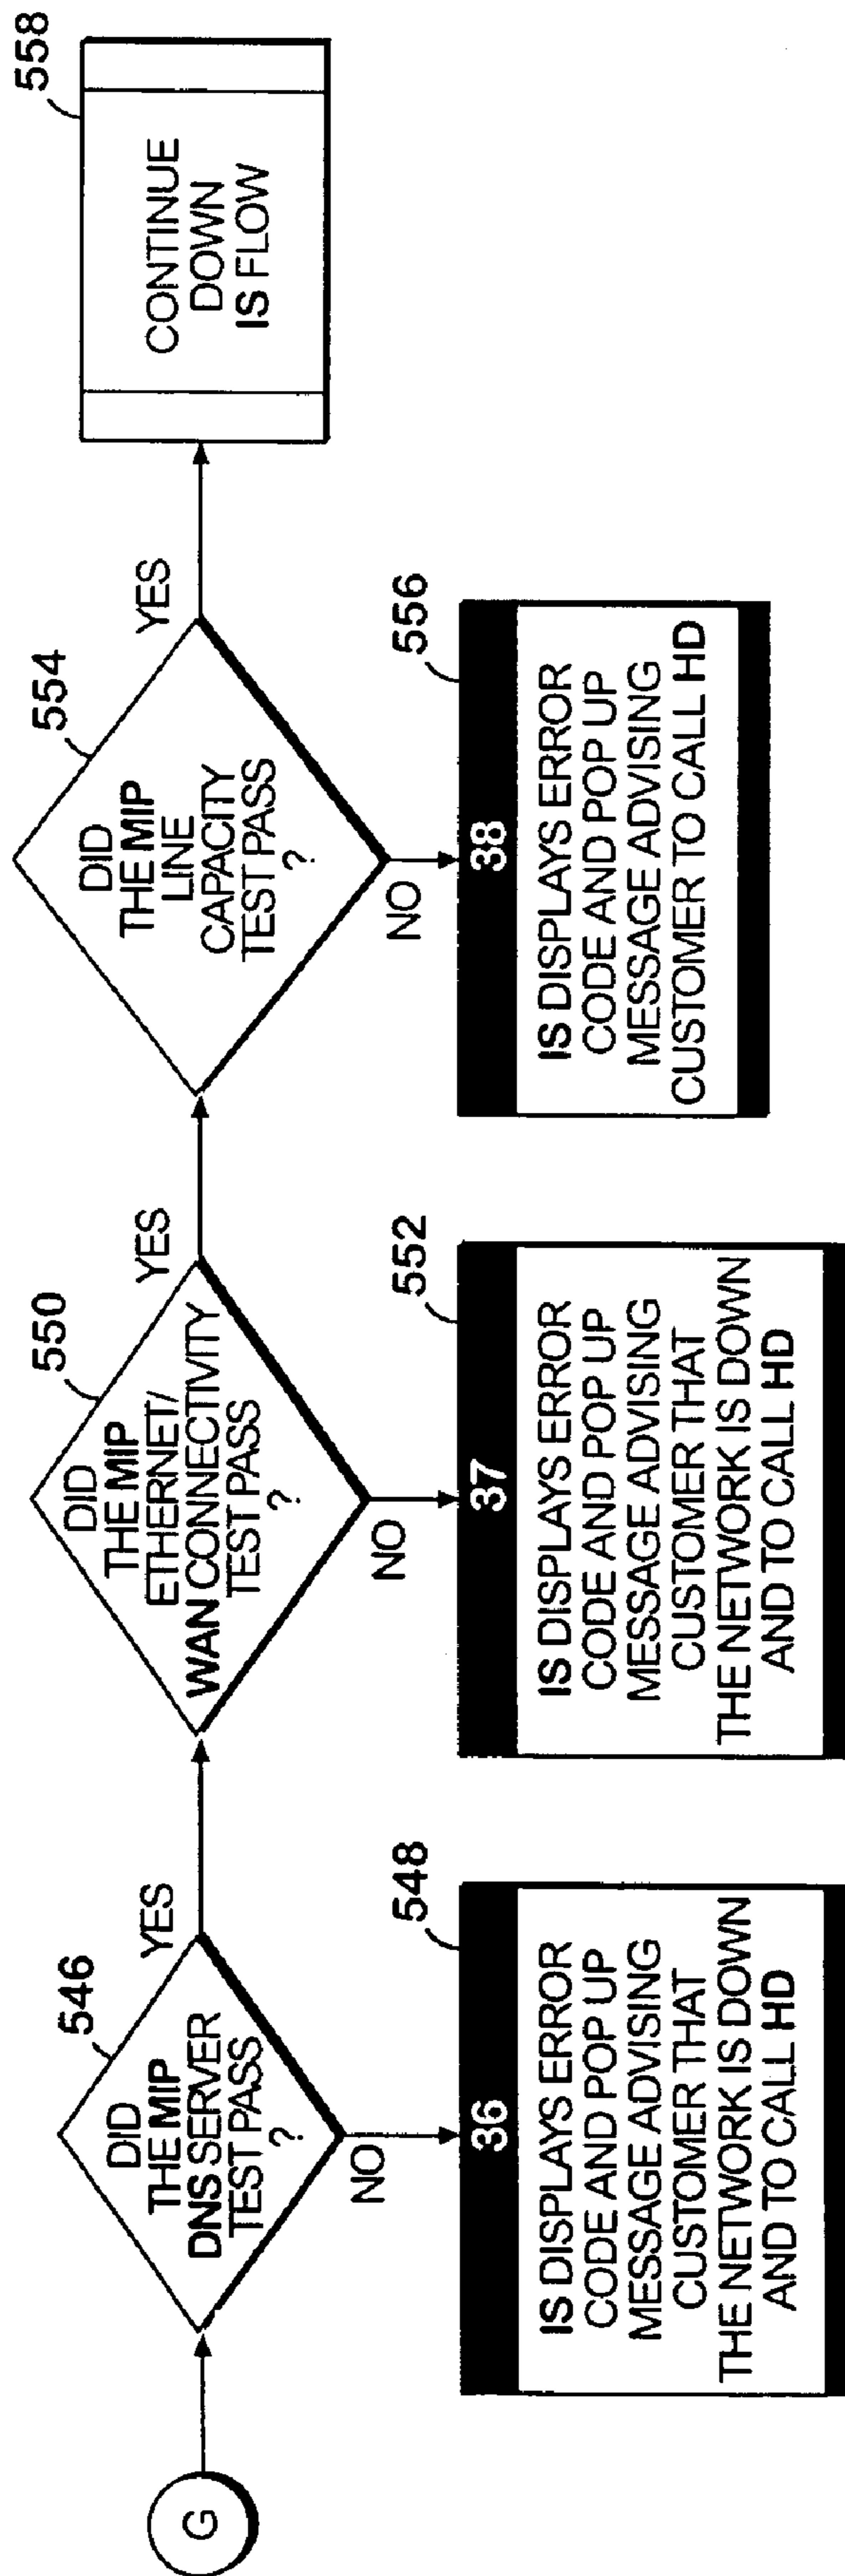 G
546
DID
THE MIP
DNS SERVER
TEST PASS
?
YES
NO
548
36
IS DISPLAYS ERROR
CODE AND POP UP
MESSAGE ADVISING
CUSTOMER THAT
THE NETWORK IS DOWN
AND TO CALL HD
550
DID
THE MIP
ETHERNET/
WAN CONNECTIVITY
TEST PASS
?
YES
NO
552
37
IS DISPLAYS ERROR
CODE AND POP UP
MESSAGE ADVISING
CUSTOMER THAT
THE NETWORK IS DOWN
AND TO CALL HD
554
DID
THE MIP
LINE
CAPACITY
TEST PASS
?
YES
NO
556
38
IS DISPLAYS ERROR
CODE AND POP UP
MESSAGE ADVISING
CUSTOMER TO CALL HD
558
CONTINUE
DOWN
IS FLOW